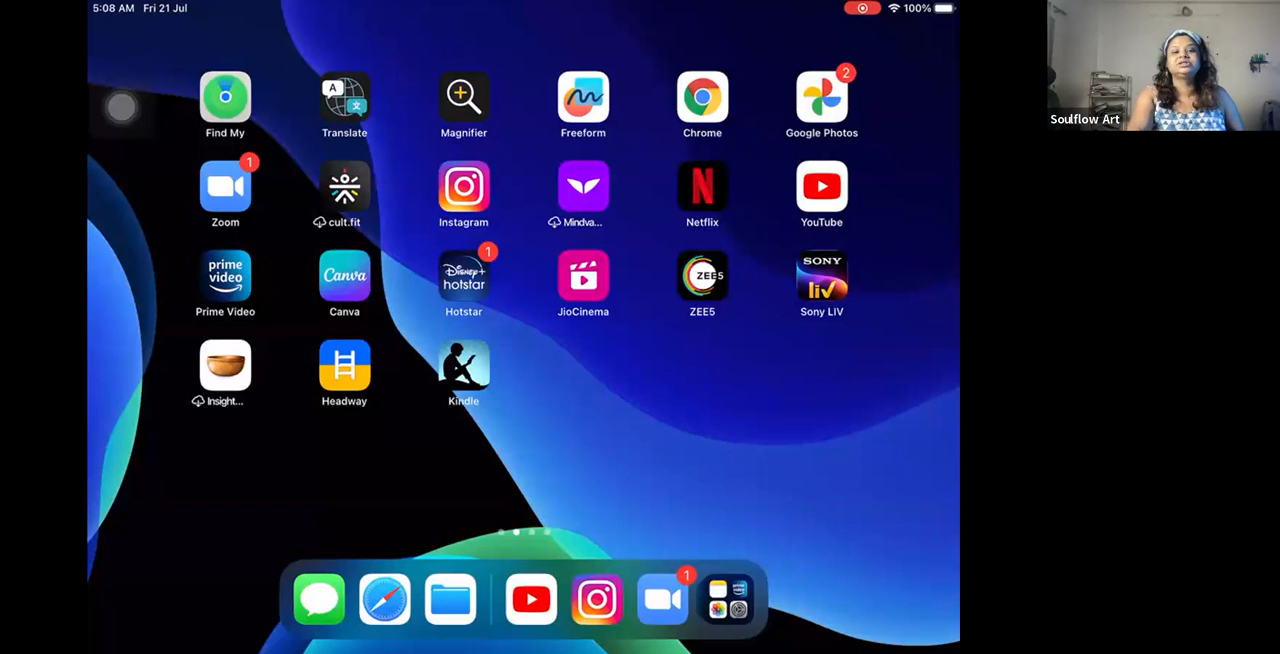 5:08 AM Fri 21 Jul 100%
Soulflow Art
A
2
Find My Translate Magnifier Freeform Chrome Google Photos
1
Zoom cult.fit Instagram Mindva... Netflix YouTube
N
prime video
Canva
Disney+ hotstar
1
ZEE5
SONY liv
Prime Video Canva Hotstar JioCinema ZEE5 Sony LIV
Insight... Headway Kindle
1